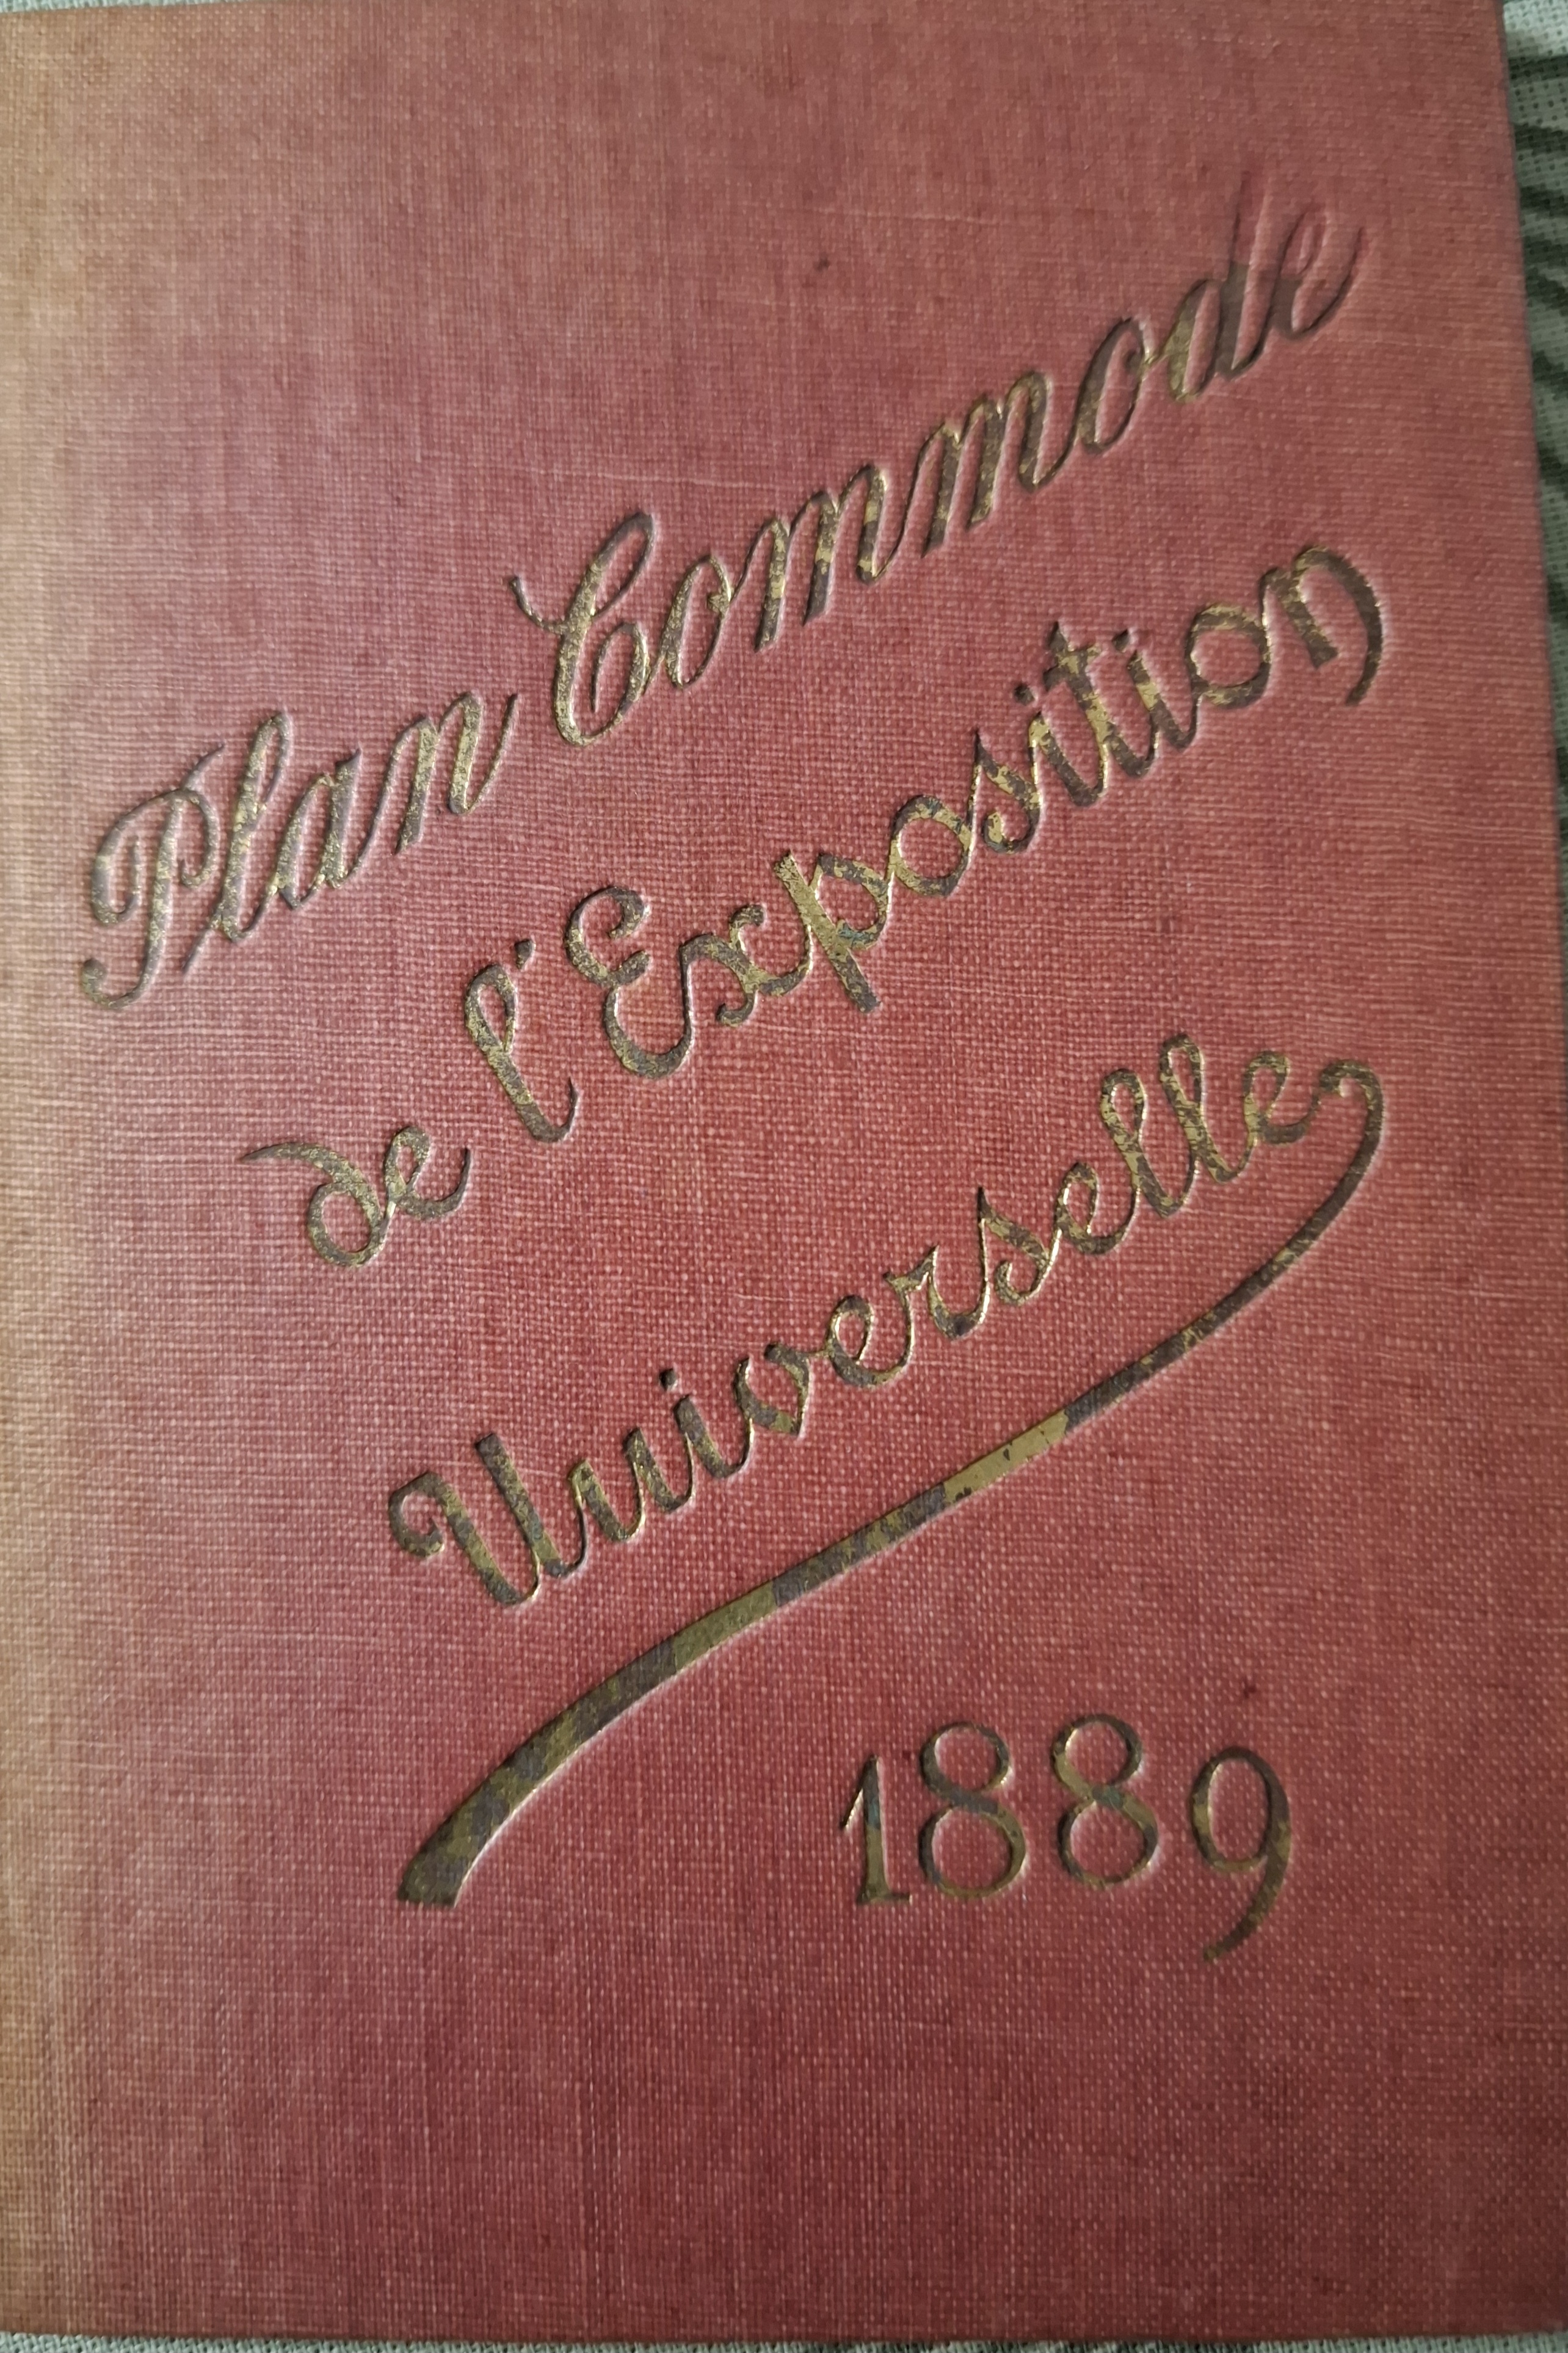 Plan Commode
de l'Exposition
Universelle
1889